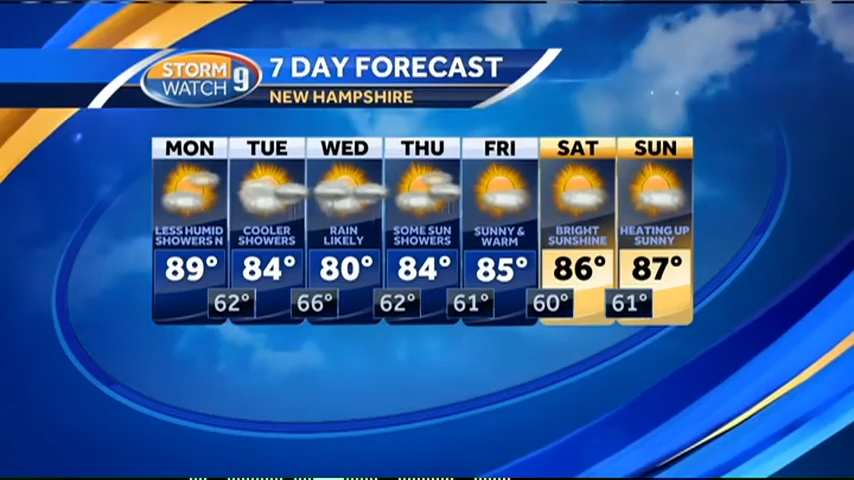 STORM
WATCH 9
7 DAY FORECAST
NEW HAMPSHIRE
MON TUE WED THU FRI SAT SUN
LESS HUMID COOLER RAIN SOME SUN SUNNY & BRIGHT HEATING UP
SHOWERS N SHOWERS LIKELY SHOWERS WARM SUNSHINE SUNNY
89° 84° 80° 84° 85° 86° 87°
62° 66° 62° 61° 60° 61°